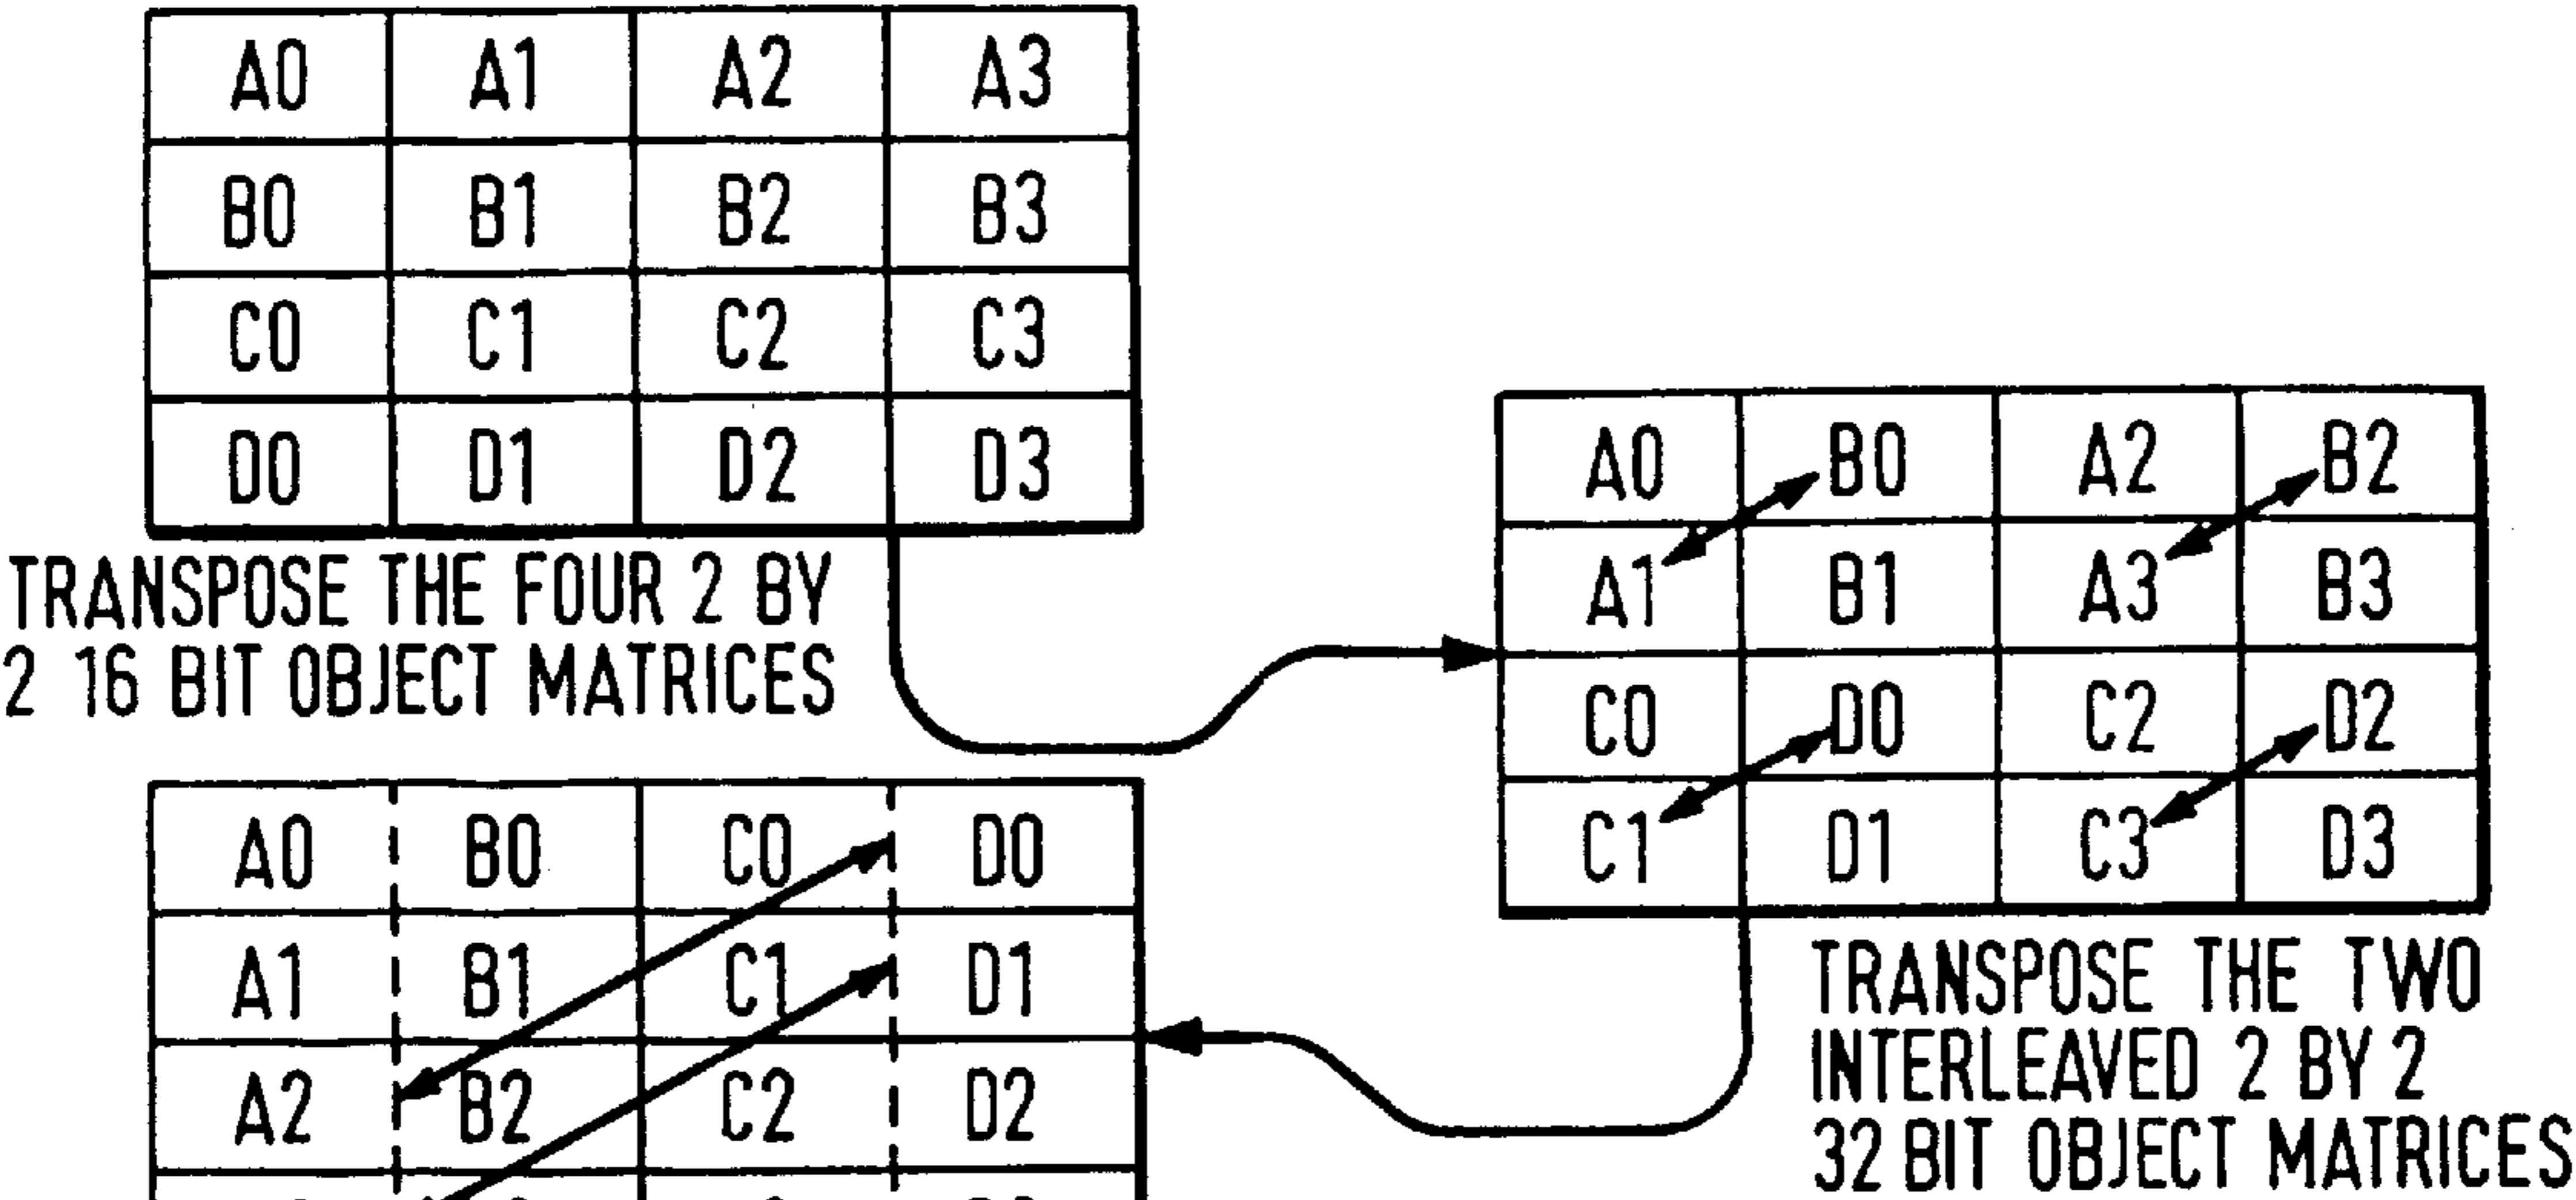 A0 A1 A2 A3
B0 B1 B2 B3
C0 C1 C2 C3
D0 D1 D2 D3
TRANSPOSE THE FOUR 2 BY
2 16 BIT OBJECT MATRICES
A0 B0 A2 B2
A1 B1 A3 B3
C0 D0 C2 D2
C1 D1 C3 D3
TRANSPOSE THE TWO
INTERLEAVED 2 BY 2
32 BIT OBJECT MATRICES
A0 B0 C0 D0
A1 B1 C1 D1
A2 B2 C2 D2